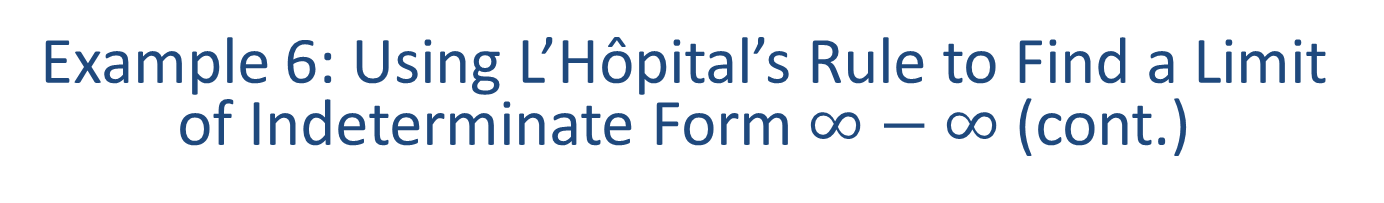 Example 6: Using L’Hôpital’s Rule to Find a Limit
of Indeterminate Form ∞ − ∞ (cont.)